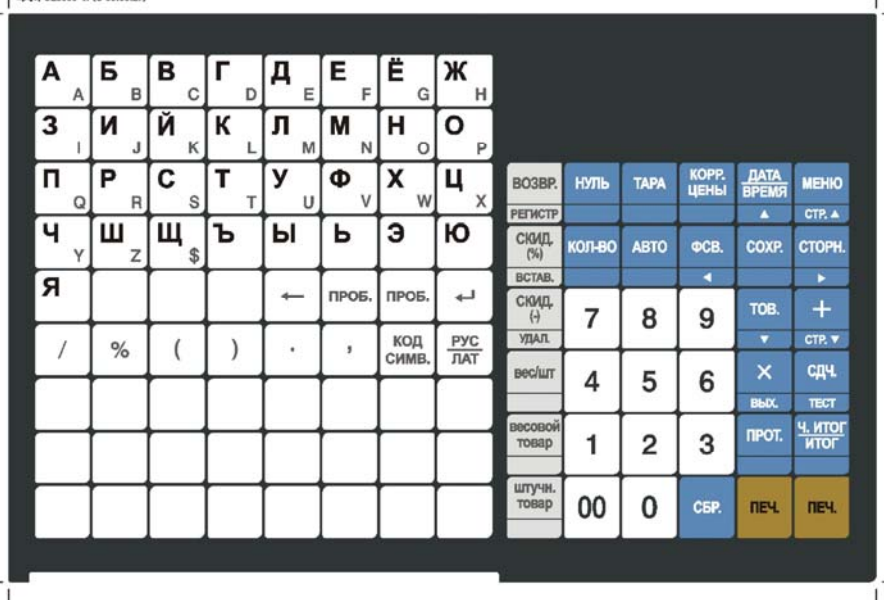 А A Б B В C Г D Д E Е F Ё G Ж H
З I И J Й K К L Л M М N Н O О P
П Q Р R С S Т T У U Ф V Х W Ц X
Ч Y Ш Z Щ $ Ъ Ы Ь Э Ю
Я ← ПРОБ. ПРОБ. ↵
/ % ( ) . , КОД СИМВ. РУС ЛАТ
ВОЗВР. НУЛЬ ТАРА КОРР. ЦЕНЫ ДАТА ВРЕМЯ МЕНЮ
РЕГИСТР ▲ СТР. ▲
СКИД. (%) КОЛ-ВО АВТО ФСВ. СОХР. СТОРН.
ВСТАВ. ◄ ►
СКИД. (-) 7 8 9 ТОВ. +
УДАЛ. ▼ СТР. ▼
вес/шт 4 5 6 × СДЧ.
ВЫХ. ТЕСТ
весовой товар 1 2 3 ПРОТ. Ч. ИТОГ ИТОГ
штучн. товар 00 0 СБР. ПЕЧ. ПЕЧ.